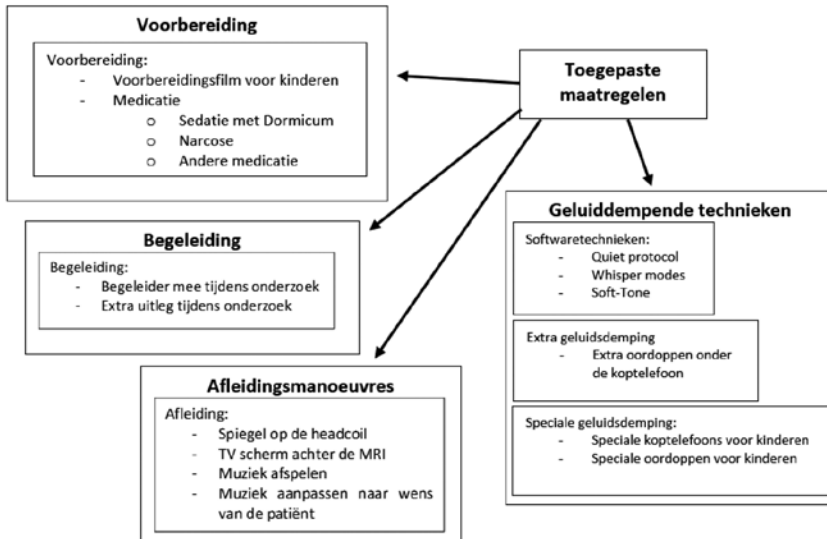 Voorbereiding
Voorbereiding:
- Voorbereidingsfilm voor kinderen
- Medicatie
o Sedatie met Dormicum
o Narcose
o Andere medicatie
Toegepaste
maatregelen
Begeleiding
Begeleiding:
- Begeleider mee tijdens onderzoek
- Extra uitleg tijdens onderzoek
Afleidingsmanoeuvres
Afleiding:
- Spiegel op de headcoil
- TV scherm achter de MRI
- Muziek afspelen
- Muziek aanpassen naar wens
van de patiënt
Geluiddempende technieken
Softwaretechnieken:
- Quiet protocol
- Whisper modes
- Soft-Tone
Extra geluidsdemping
- Extra oordoppen onder
de koptelefoon
Speciale geluidsdemping:
- Speciale koptelefoons voor kinderen
- Speciale oordoppen voor kinderen